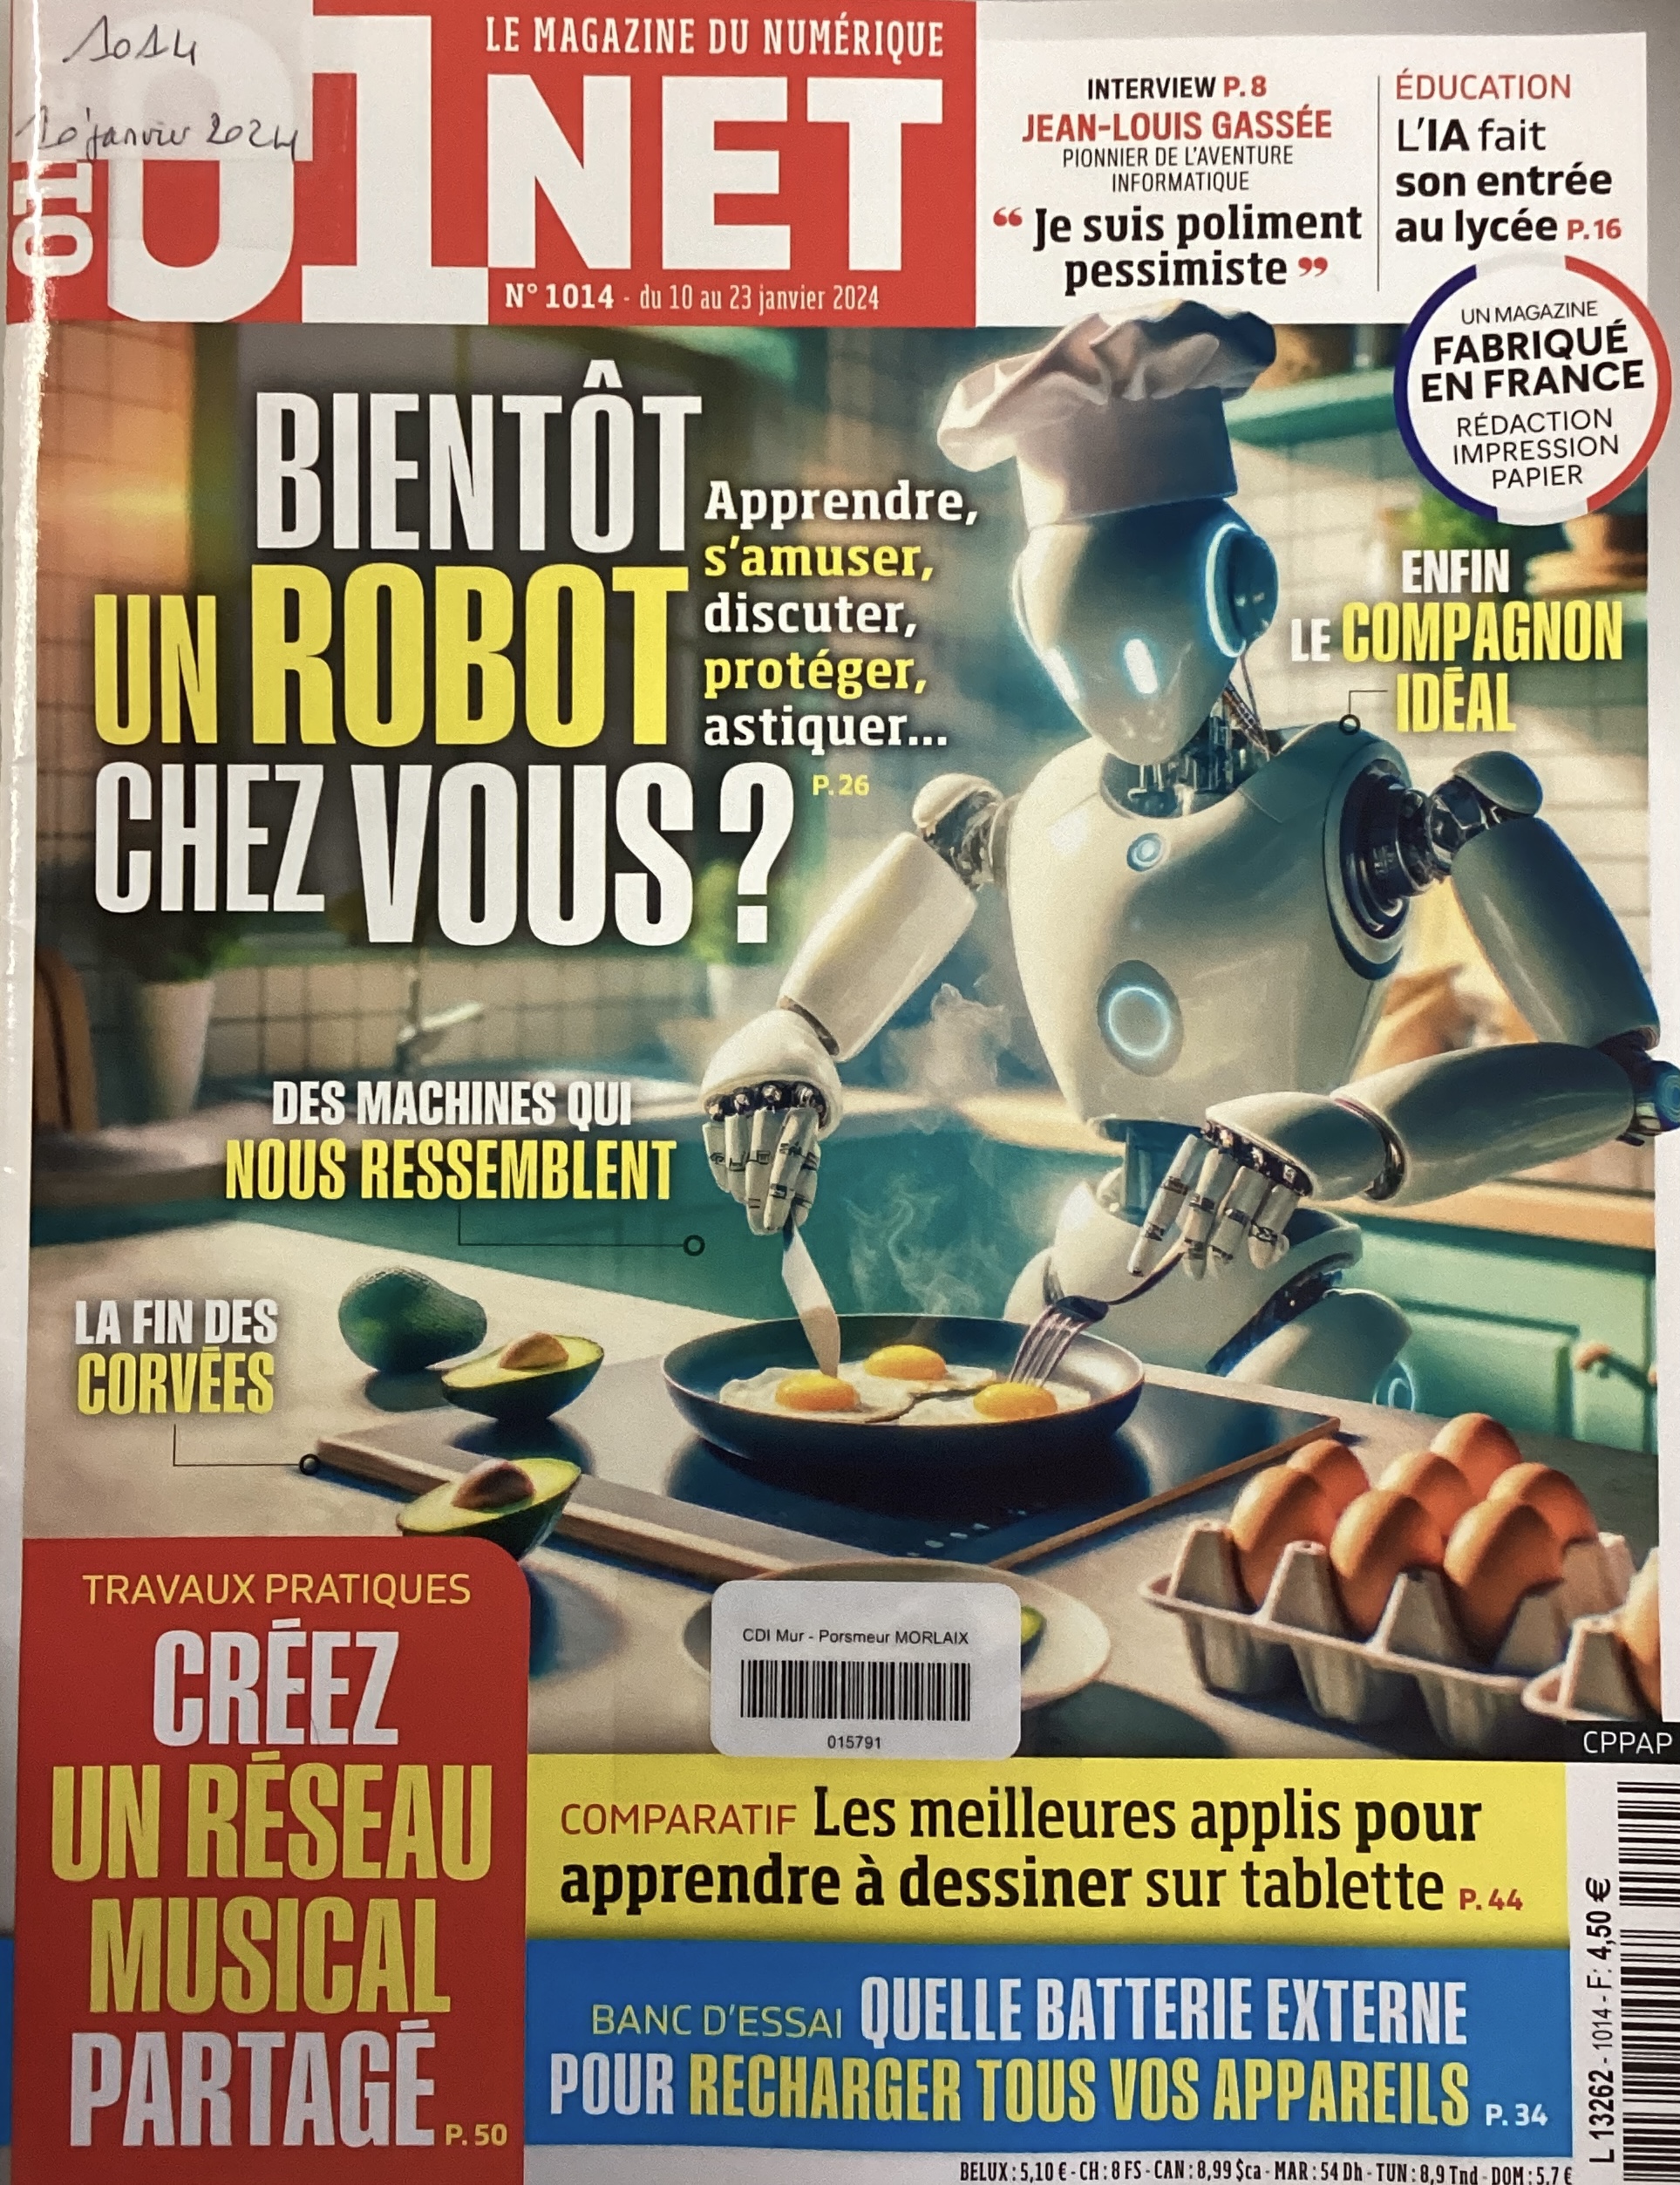 1014
10 janvier 2024
01
LE MAGAZINE DU NUMÉRIQUE
01NET
N° 1014 - du 10 au 23 janvier 2024
INTERVIEW P. 8
JEAN-LOUIS GASSÉE
PIONNIER DE L'AVENTURE
INFORMATIQUE
“ Je suis poliment
pessimiste ”
ÉDUCATION
L'IA fait
son entrée
au lycée P. 16
UN MAGAZINE
FABRIQUÉ
EN FRANCE
RÉDACTION
IMPRESSION
PAPIER
BIENTÔT
UN ROBOT
CHEZ VOUS ?
Apprendre,
s'amuser,
discuter,
protéger,
astiquer...
P. 26
ENFIN
LE COMPAGNON
IDÉAL
DES MACHINES QUI
NOUS RESSEMBLENT
LA FIN DES
CORVÉES
TRAVAUX PRATIQUES
CRÉEZ
UN RÉSEAU
MUSICAL
PARTAGÉ P. 50
CDI Mur - Porsmeur MORLAIX
015791
CPPAP
COMPARATIF Les meilleures applis pour
apprendre à dessiner sur tablette P. 44
BANC D'ESSAI QUELLE BATTERIE EXTERNE
POUR RECHARGER TOUS VOS APPAREILS P. 34
L 13262 - 1014 - F: 4,50 €
BELUX : 5,10 € - CH : 8 FS - CAN : 8,99 $ca - MAR : 54 Dh - TUN : 8,9 Tnd - DOM : 5,7 €